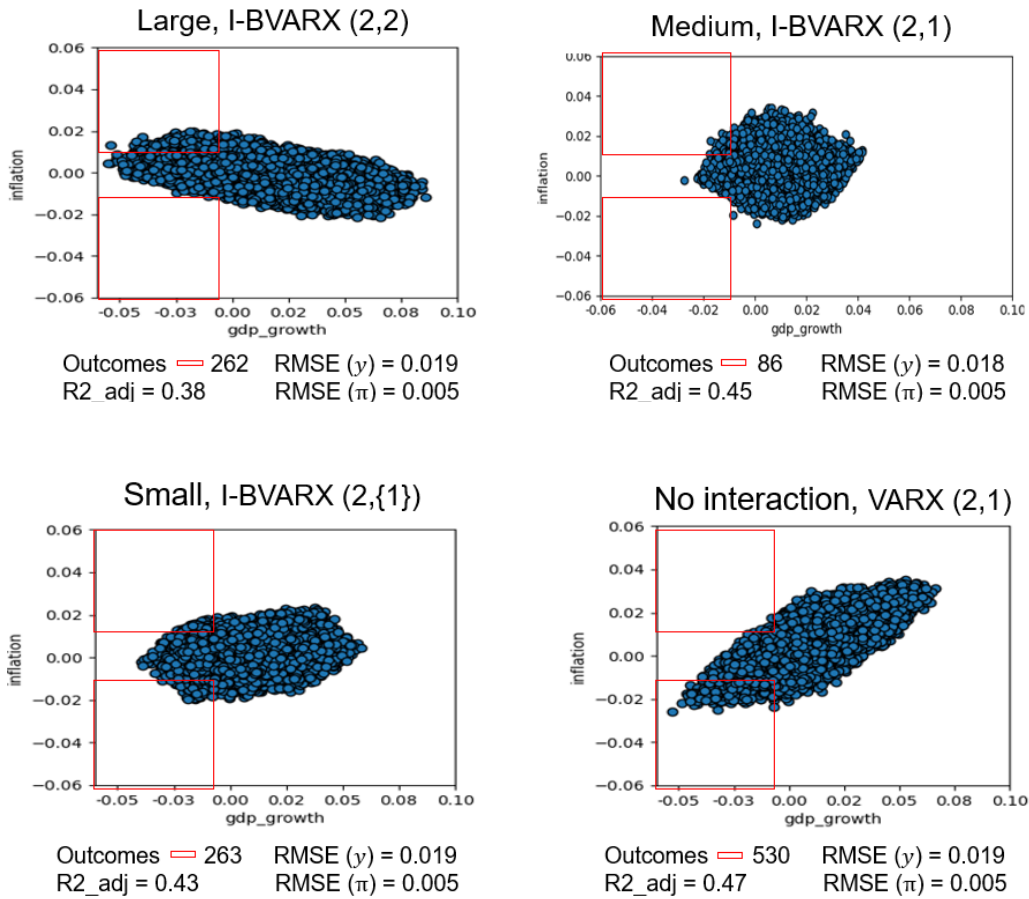 Large, I-BVARX (2,2)
0.06
0.04
0.02
0.00
−0.02
−0.04
−0.06
inflation
-0.05 -0.03 0.00 0.02 0.05 0.08 0.10
gdp_growth
Outcomes 262 RMSE (y) = 0.019
R2_adj = 0.38 RMSE (π) = 0.005
Medium, I-BVARX (2,1)
0.06
0.04
0.02
0.00
−0.02
−0.04
−0.06
inflation
-0.06 -0.04 -0.02 0.00 0.02 0.04 0.06 0.08 0.10
gdp_growth
Outcomes 86 RMSE (y) = 0.018
R2_adj = 0.45 RMSE (π) = 0.005
Small, I-BVARX (2,{1})
0.06
0.04
0.02
0.00
−0.02
−0.04
−0.06
inflation
-0.05 -0.03 0.00 0.02 0.05 0.08 0.10
gdp_growth
Outcomes 263 RMSE (y) = 0.019
R2_adj = 0.43 RMSE (π) = 0.005
No interaction, VARX (2,1)
0.06
0.04
0.02
0.00
−0.02
−0.04
−0.06
inflation
-0.05 -0.03 0.00 0.02 0.05 0.08 0.10
gdp_growth
Outcomes 530 RMSE (y) = 0.019
R2_adj = 0.47 RMSE (π) = 0.005